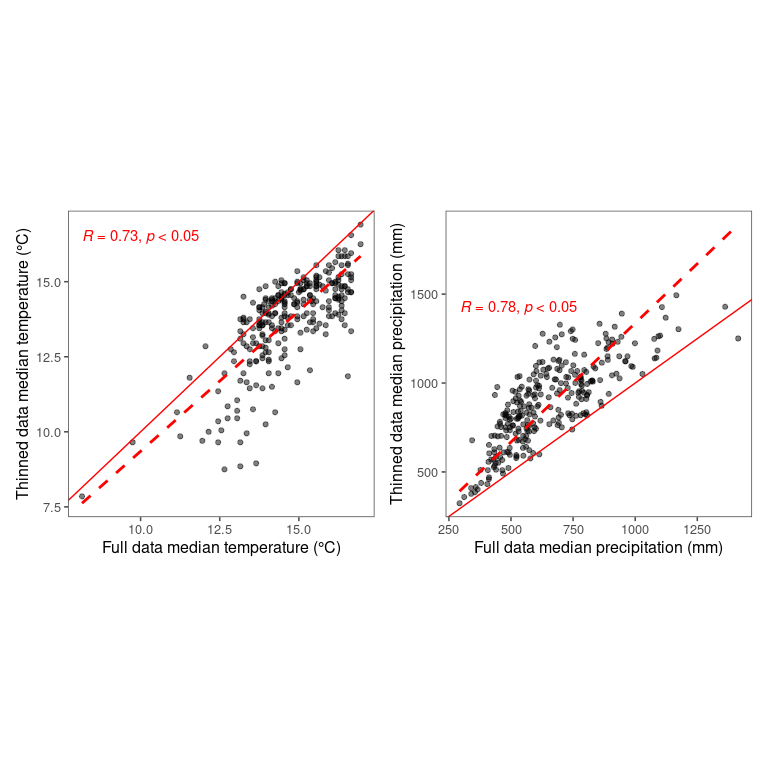 R = 0.73, p < 0.05
Thinned data median temperature (°C)
15.0
12.5
10.0
7.5
10.0 12.5 15.0
Full data median temperature (°C)
R = 0.78, p < 0.05
Thinned data median precipitation (mm)
1500
1000
500
250 500 750 1000 1250
Full data median precipitation (mm)